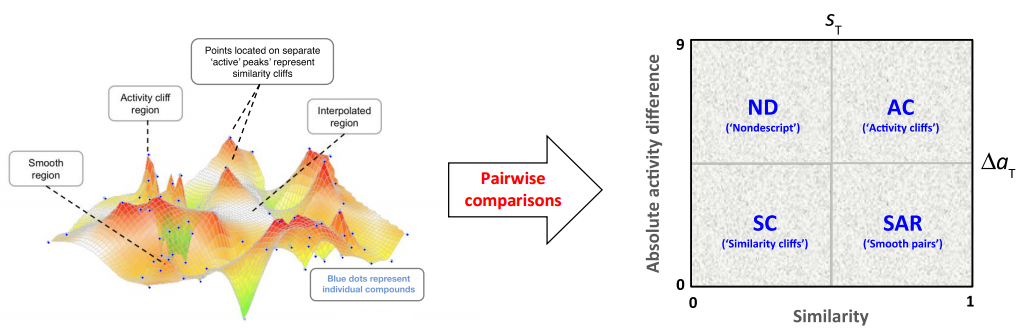 Points located on separate
'active' peaks' represent
similarity cliffs
Activity cliff
region
Interpolated
region
Smooth
region
Blue dots represent
individual compounds
Pairwise
comparisons
s_T
9
Absolute activity difference
ND
('Nondescript')
AC
('Activity cliffs')
Δa_T
SC
('Similarity cliffs')
SAR
('Smooth pairs')
0
0
1
Similarity